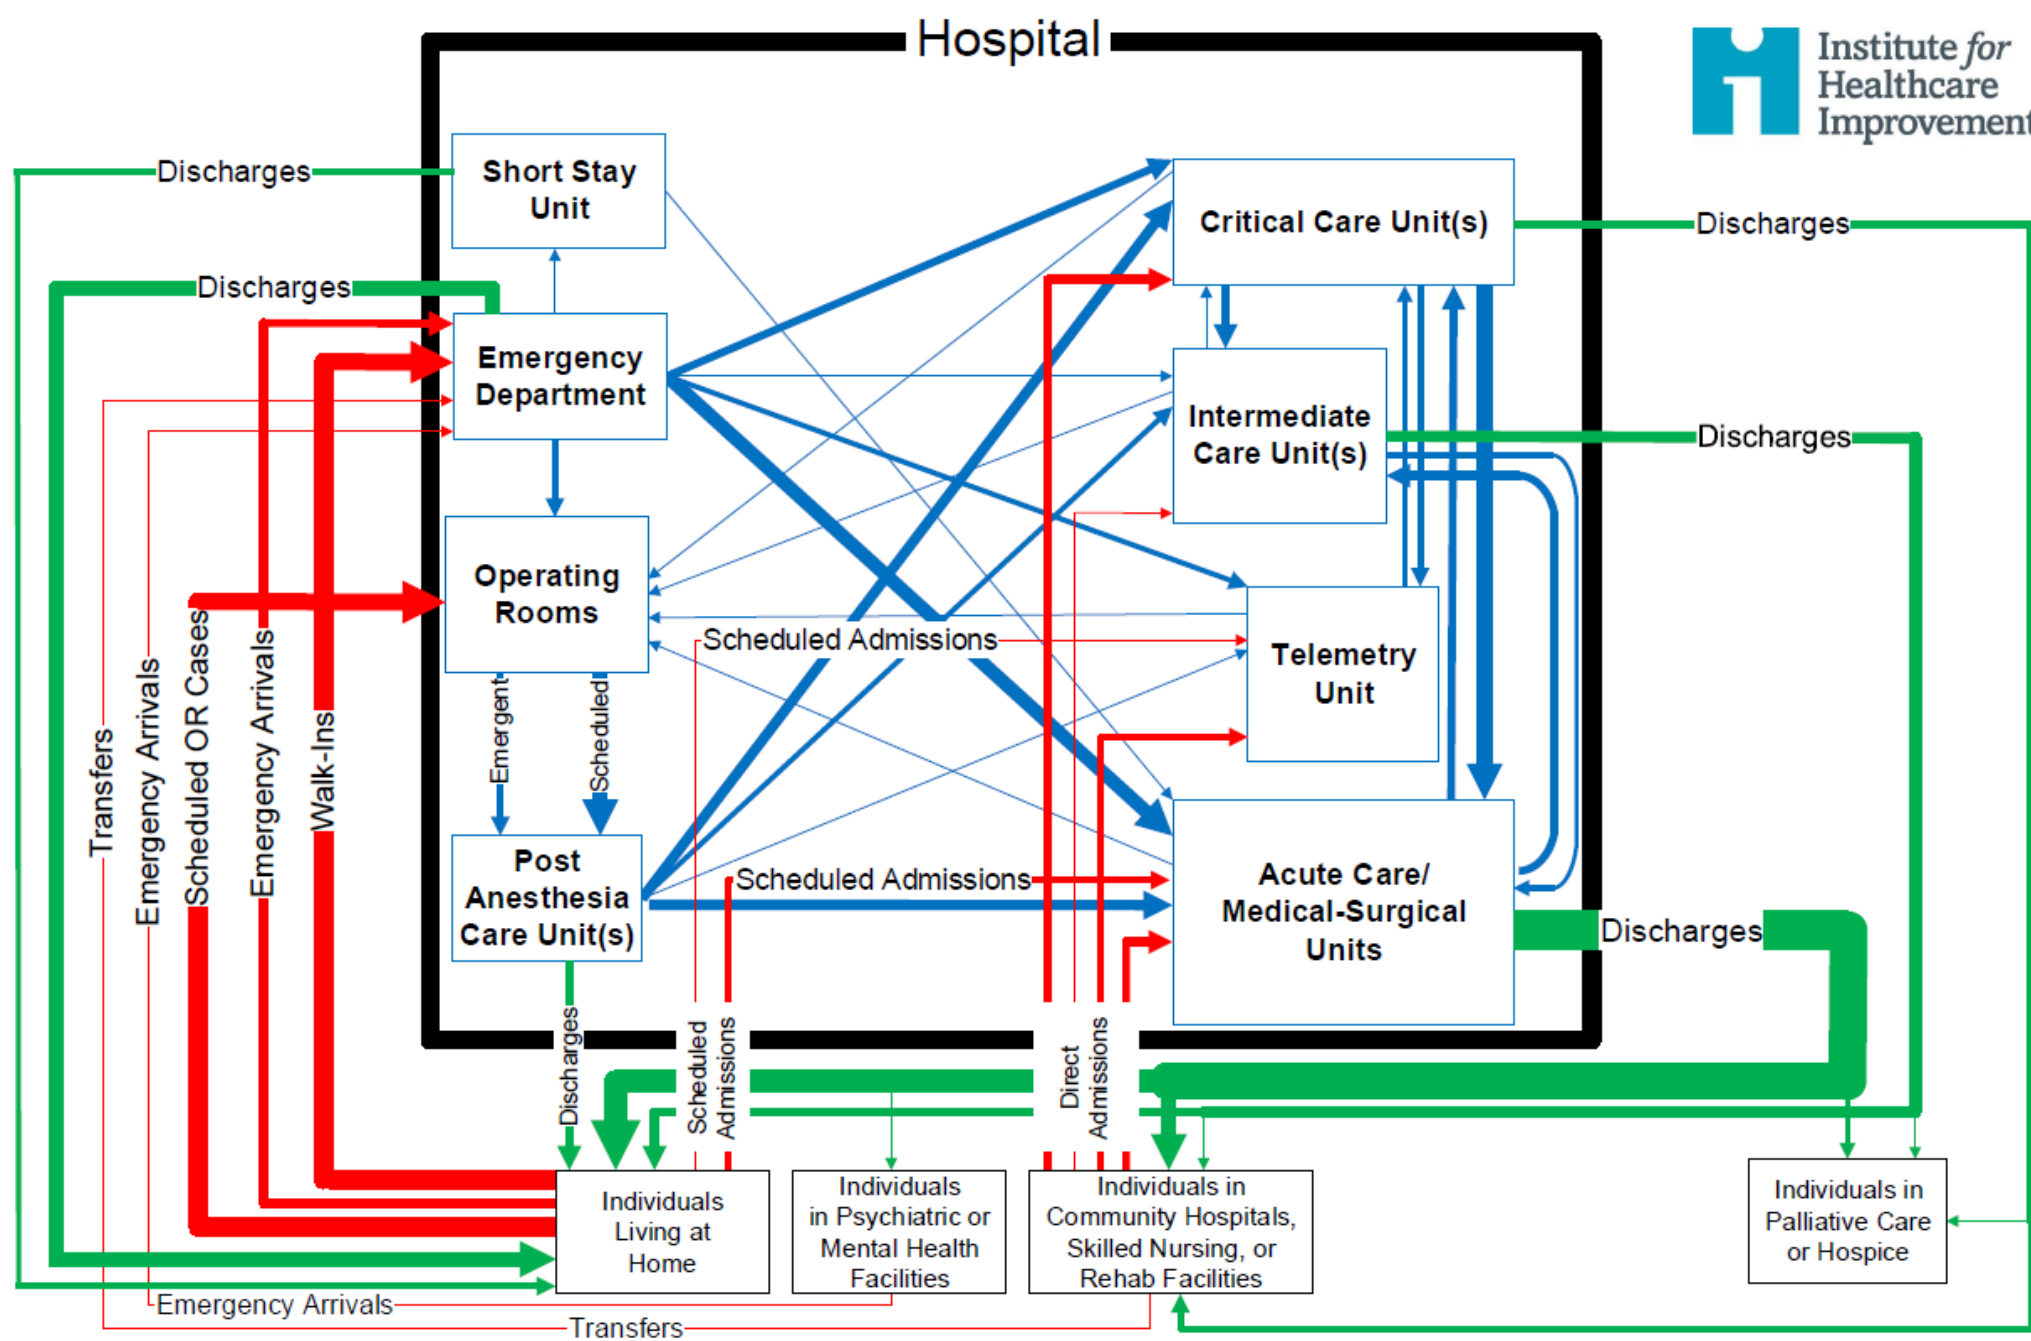 Hospital
Institute for
Healthcare
Improvement
Discharges
Short Stay
Unit
Critical Care Unit(s)
Discharges
Discharges
Emergency
Department
Intermediate
Care Unit(s)
Discharges
Operating
Rooms
Scheduled Admissions
Telemetry
Unit
Emergent
Scheduled
Transfers
Emergency Arrivals
Scheduled OR Cases
Emergency Arrivals
Walk-Ins
Post
Anesthesia
Care Unit(s)
Scheduled Admissions
Acute Care/
Medical-Surgical
Units
Discharges
Discharges
Scheduled
Admissions
Direct
Admissions
Individuals
Living at
Home
Individuals
in Psychiatric or
Mental Health
Facilities
Individuals in
Community Hospitals,
Skilled Nursing, or
Rehab Facilities
Individuals in
Palliative Care
or Hospice
Emergency Arrivals
Transfers